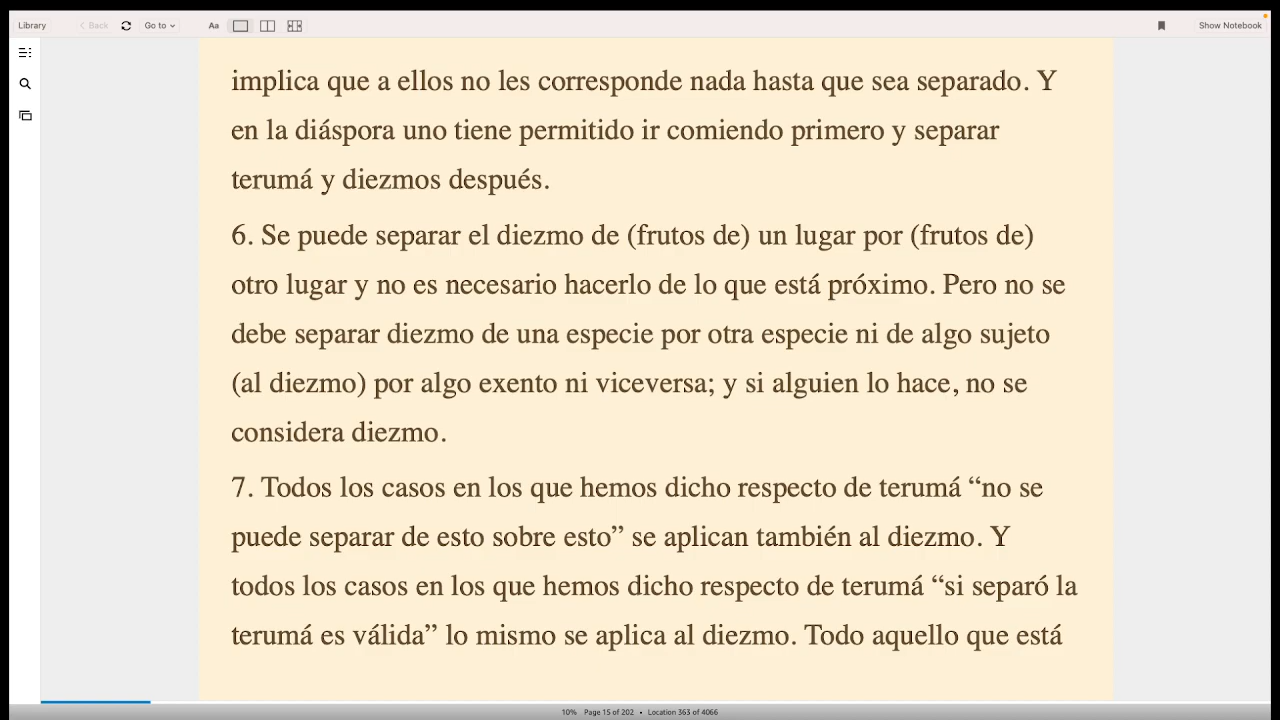 Library
Back
Go to
Aa
Show Notebook
implica que a ellos no les corresponde nada hasta que sea separado. Y
en la diáspora uno tiene permitido ir comiendo primero y separar
terumá y diezmos después.
6. Se puede separar el diezmo de (frutos de) un lugar por (frutos de)
otro lugar y no es necesario hacerlo de lo que está próximo. Pero no se
debe separar diezmo de una especie por otra especie ni de algo sujeto
(al diezmo) por algo exento ni viceversa; y si alguien lo hace, no se
considera diezmo.
7. Todos los casos en los que hemos dicho respecto de terumá “no se
puede separar de esto sobre esto” se aplican también al diezmo. Y
todos los casos en los que hemos dicho respecto de terumá “si separó la
terumá es válida” lo mismo se aplica al diezmo. Todo aquello que está
10% Page 15 of 202 • Location 363 of 4066